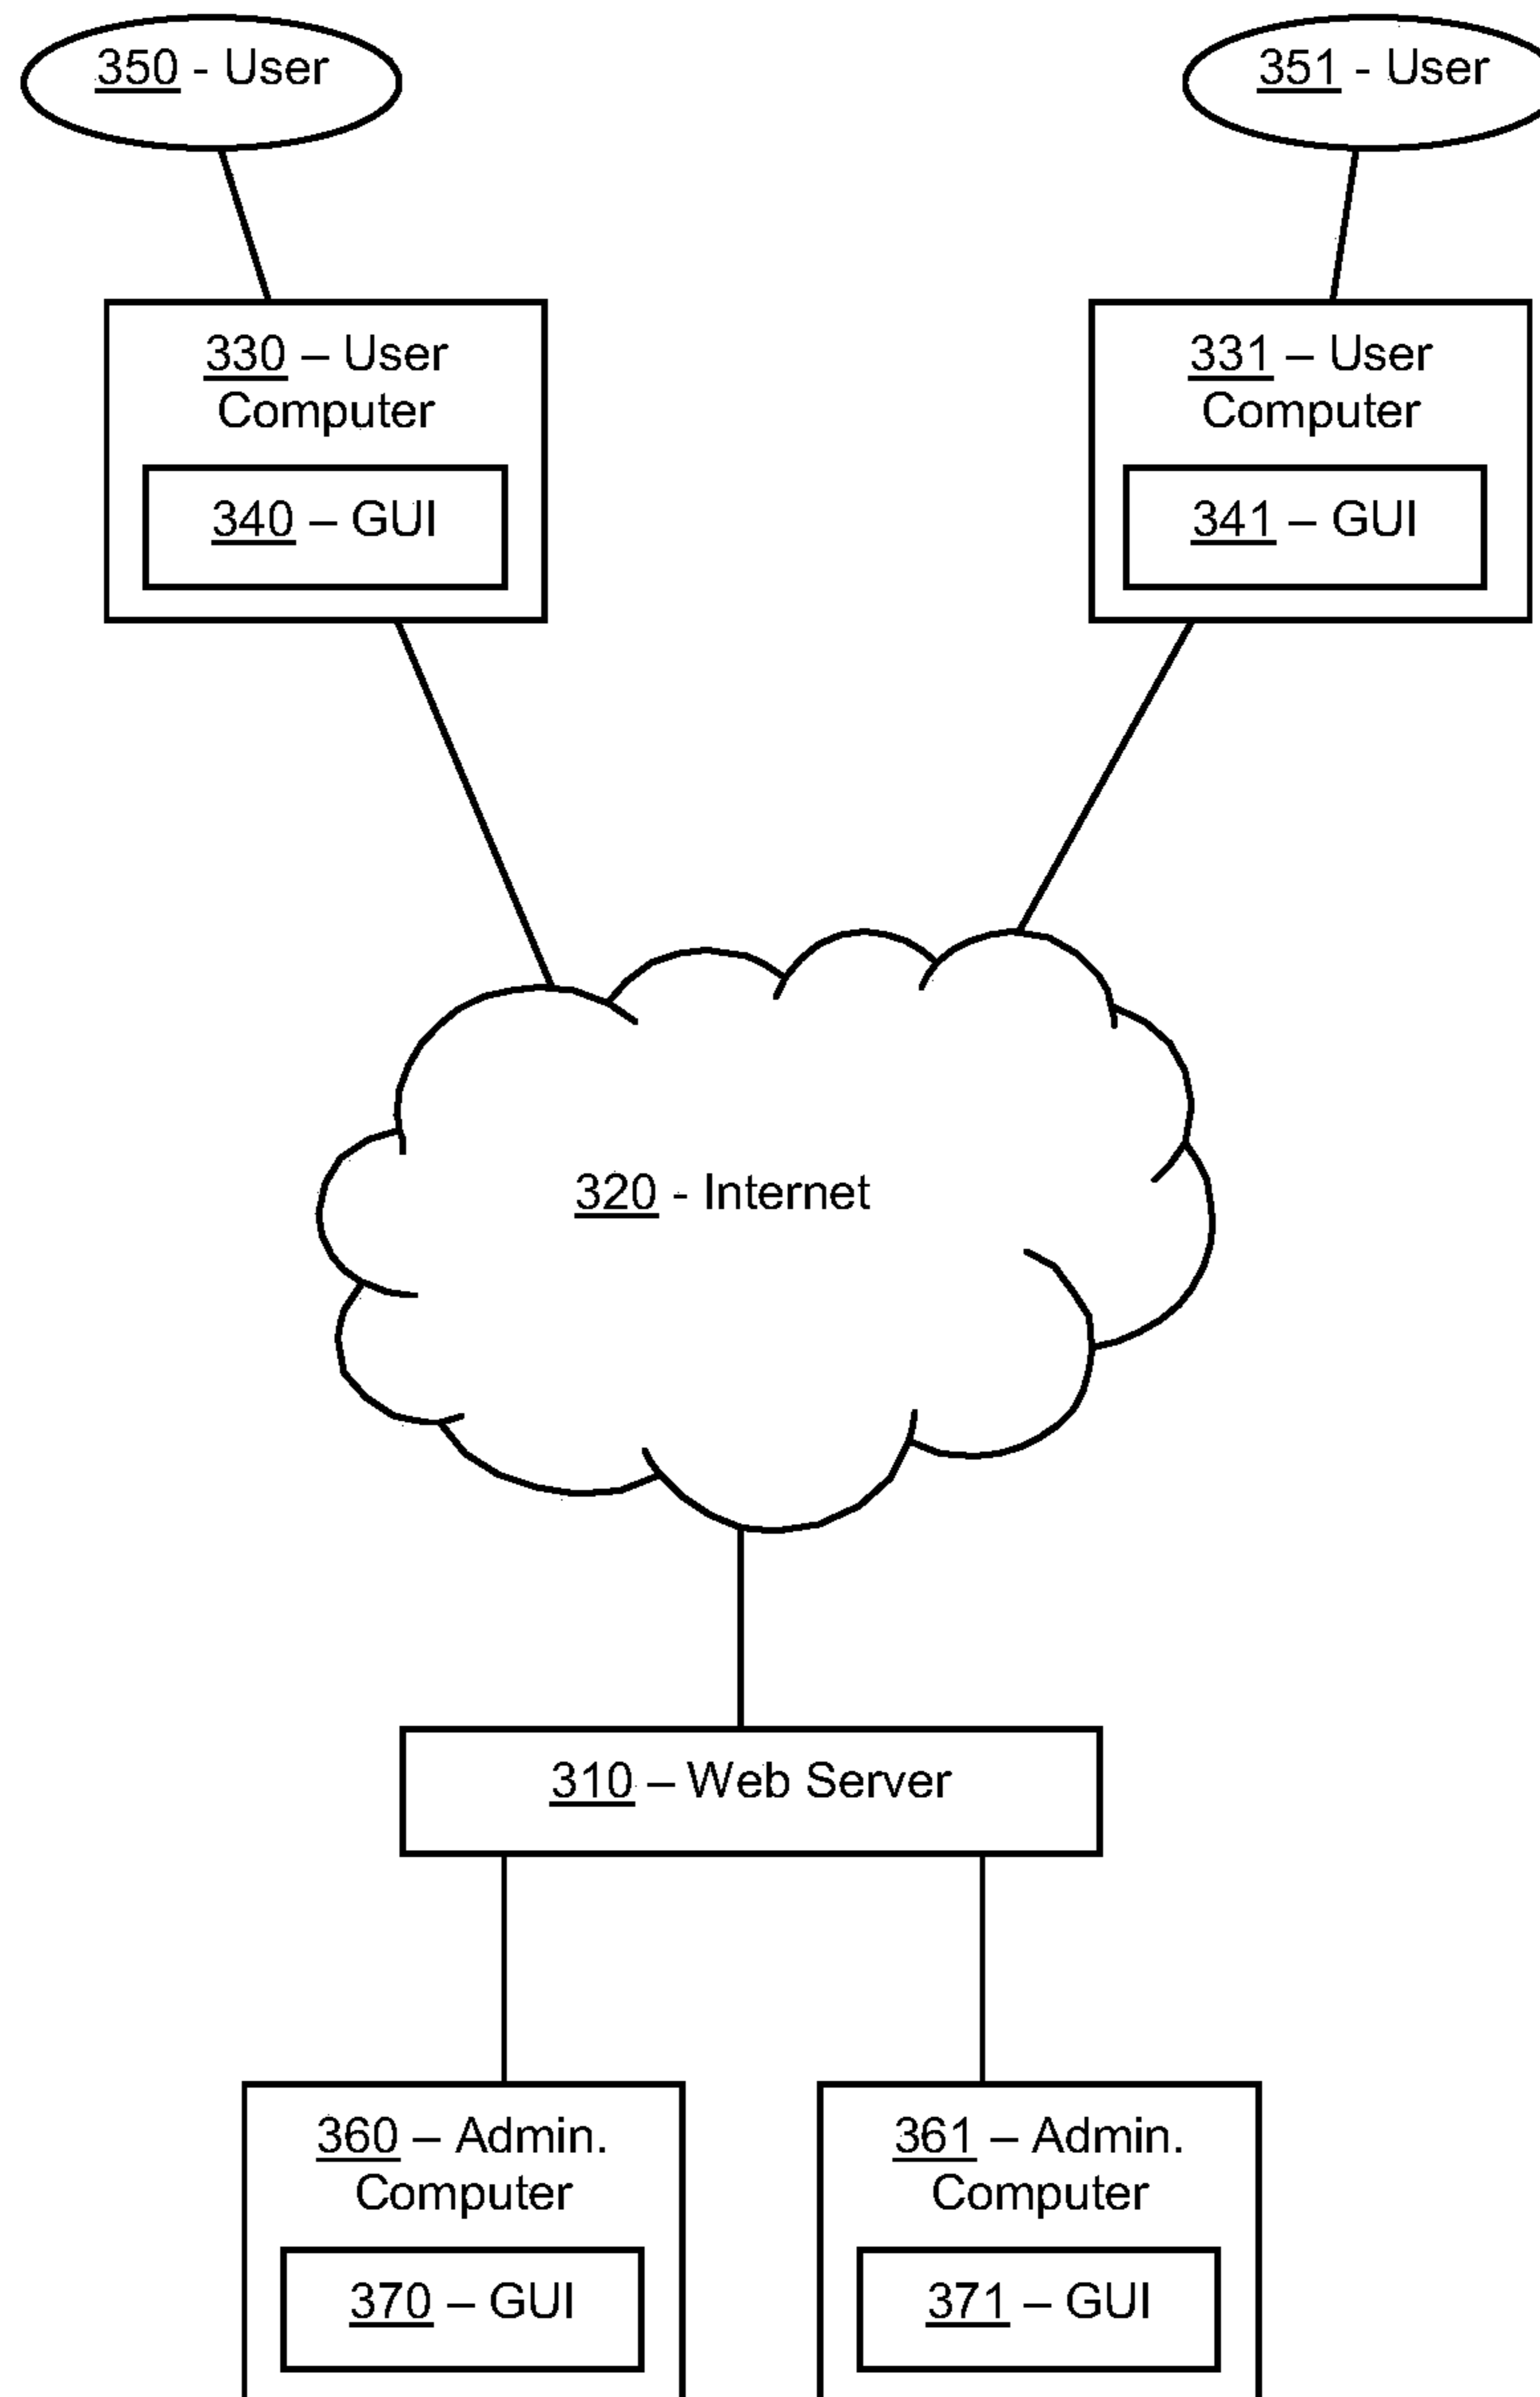 350 - User
351 - User
330 – User
Computer
340 – GUI
331 – User
Computer
341 – GUI
320 - Internet
310 – Web Server
360 – Admin.
Computer
370 – GUI
361 – Admin.
Computer
371 – GUI